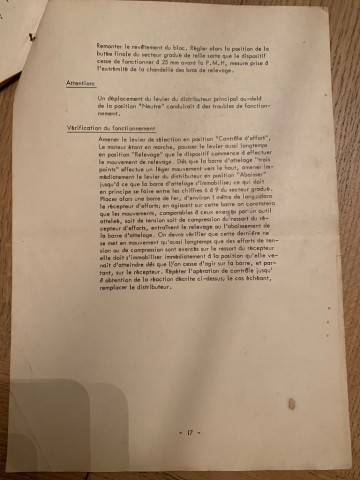 Remonter le revêtement du bloc. Régler alors la position de la
butée finale du secteur gradué de telle sorte que le dispositif
cesse de fonctionner à 25 mm avant le P.M.H, mesure prise à
l'extrémité de la chandelle des bras de relevage.
Attention:
Un déplacement du levier du distributeur principal au-delà
de la position "Neutre" conduirait à des troubles de fonction-
nement.
Vérification du fonctionnement
Amener le levier de sélection en position "Contrôle d'effort".
Le moteur étant en marche, pousser le levier aussi longtemps
en position "Relevage" que le dispositif commence à effectuer
le mouvement de relevage. Dès que la barre d'attelage "trois
points" effectue un léger mouvement vers le haut, amener im-
médiatement le levier du distributeur en position "Abaisser"
jusqu'à ce que la barre d'attelage s'immobilise; ce qui doit
en principe se faire entre les chiffres 6 à 9 du secteur gradué.
Placer alors une barre de fer, d'environ 1 mètre de long, dans
le récepteur d'efforts; en agissant sur cette barre on constatera
que les mouvements, comparables à ceux exercés par un outil
attelé, soit de tension soit de compression du ressort du ré-
cepteur d'efforts, entraînent le relevage ou l'abaissement de
la barre d'attelage. On devra vérifier que cette dernière ne
se met en mouvement qu'aussi longtemps que des efforts de ten-
sion ou de compression sont exercés sur le ressort du récepteur
elle doit s'immobiliser immédiatement à la position qu'elle ve-
nait d'atteindre dès que l'on cesse d'agir sur la barre, et par-
tant, sur le récepteur. Répéter l'opération de contrôle jusqu'
à obtention de la réaction décrite ci-dessus; le cas échéant,
remplacer le distributeur.
- 17 -